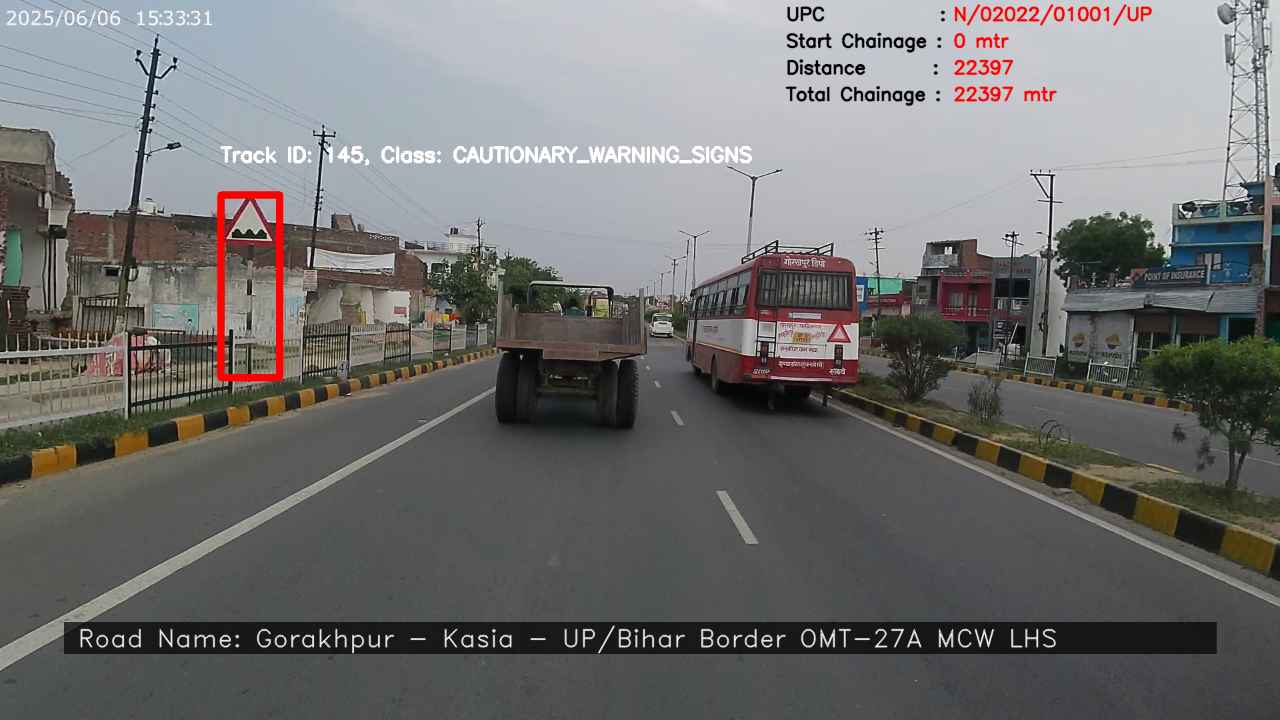 2025/06/06 15:33:31
UPC : N/02022/01001/UP
Start Chainage : 0 mtr
Distance : 22397
Total Chainage : 22397 mtr
Track ID: 145, Class: CAUTIONARY_WARNING_SIGNS
गोरखपुर डिपो
POINT OF INSURANCE
Road Name: Gorakhpur - Kasia - UP/Bihar Border OMT-27A MCW LHS